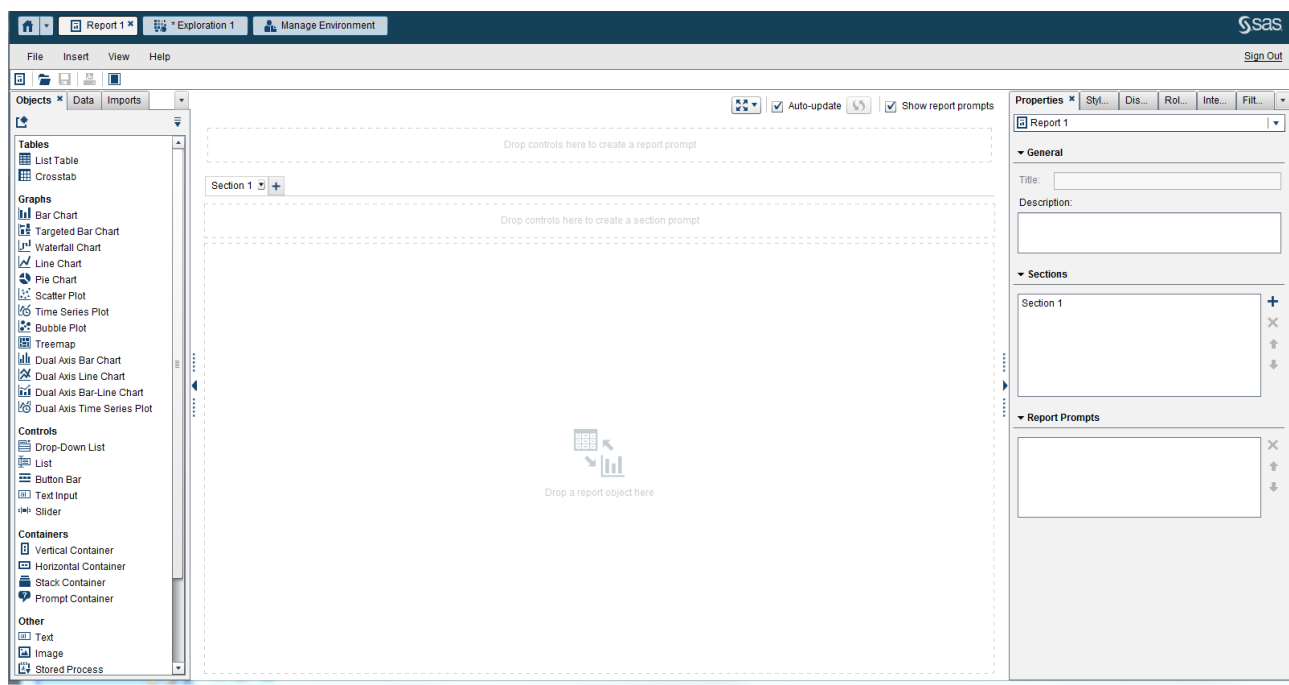 Report 1
* Exploration 1
Manage Environment
sas
File Insert View Help
Sign Out
Objects Data Imports
Auto-update
Show report prompts
Properties Styl... Dis... Rol... Inte... Filt...
Tables
List Table
Crosstab
Graphs
Bar Chart
Targeted Bar Chart
Waterfall Chart
Line Chart
Pie Chart
Scatter Plot
Time Series Plot
Bubble Plot
Treemap
Dual Axis Bar Chart
Dual Axis Line Chart
Dual Axis Bar-Line Chart
Dual Axis Time Series Plot
Controls
Drop-Down List
List
Button Bar
Text Input
Slider
Containers
Vertical Container
Horizontal Container
Stack Container
Prompt Container
Other
Text
Image
Stored Process
Drop controls here to create a report prompt
Section 1
Drop controls here to create a section prompt
Drop a report object here
Report 1
General
Title:
Description:
Sections
Section 1
Report Prompts